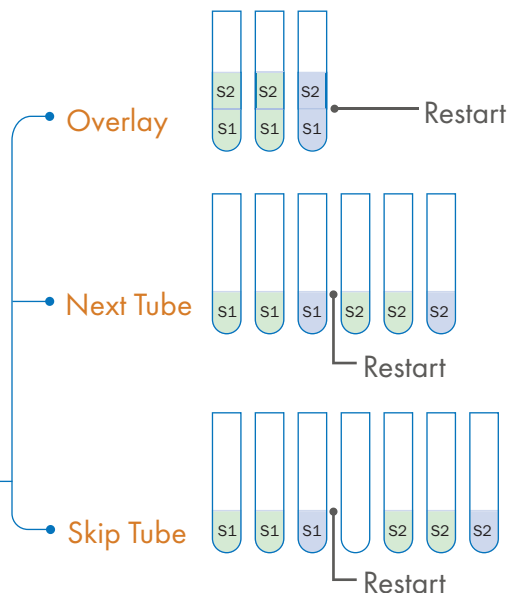 S2 S2 S2
Overlay
S1 S1 S1
Restart
Next Tube
S1 S1 S1 S2 S2 S2
Restart
Skip Tube
S1 S1 S1 S2 S2 S2
Restart